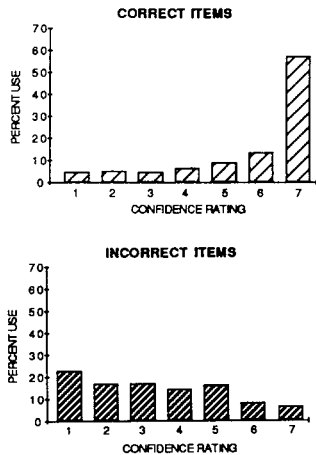 CORRECT ITEMS
PERCENT USE
70
60
50
40
30
20
10
0
1 2 3 4 5 6 7
CONFIDENCE RATING
INCORRECT ITEMS
PERCENT USE
70
60
50
40
30
20
10
0
1 2 3 4 5 6 7
CONFIDENCE RATING